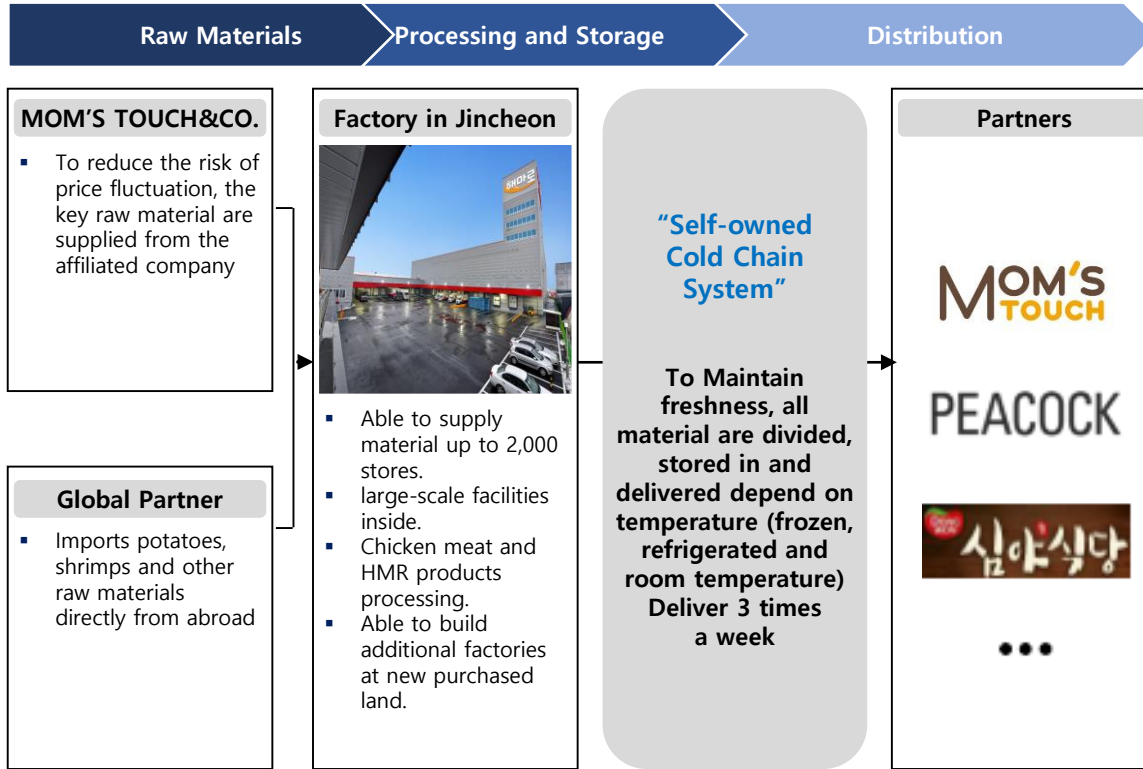 Raw Materials
Processing and Storage
Distribution
MOM'S TOUCH&CO.
▪ To reduce the risk of
price fluctuation, the
key raw material are
supplied from the
affiliated company
Global Partner
▪ Imports potatoes,
shrimps and other
raw materials
directly from abroad
Factory in Jincheon
해마로
▪ Able to supply
material up to 2,000
stores.
▪ large-scale facilities
inside.
▪ Chicken meat and
HMR products
processing.
▪ Able to build
additional factories
at new purchased
land.
“Self-owned
Cold Chain
System”
To Maintain
freshness, all
material are divided,
stored in and
delivered depend on
temperature (frozen,
refrigerated and
room temperature)
Deliver 3 times
a week
Partners
MOM'S
TOUCH
PEACOCK
심야식당
•••